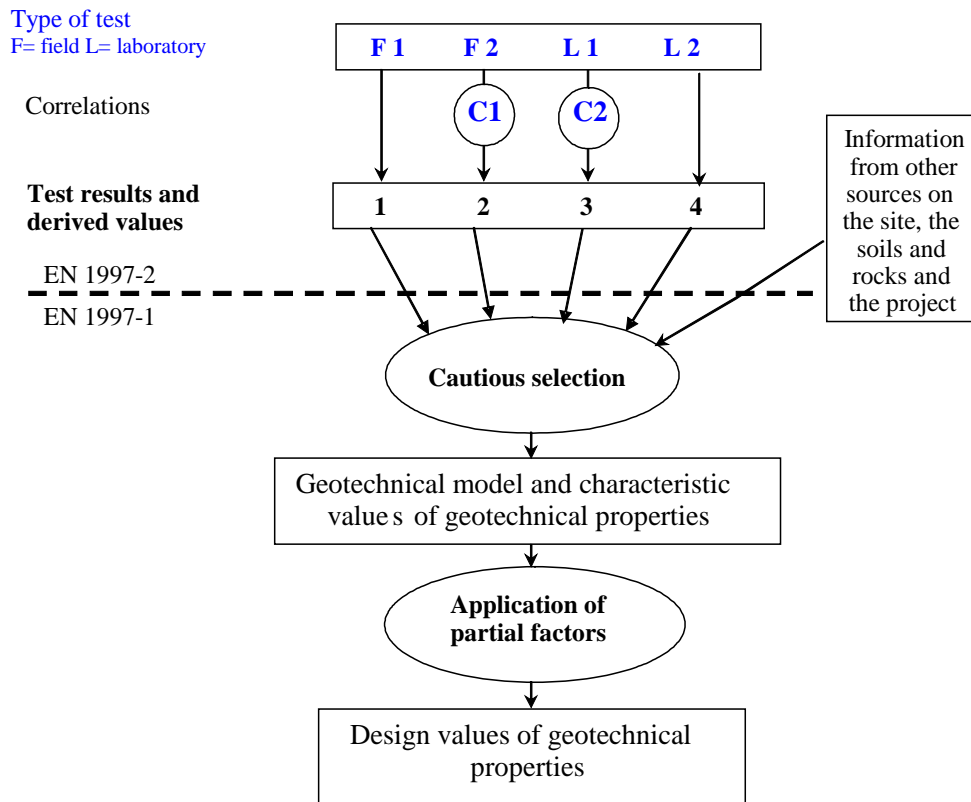 Type of test
F= field L= laboratory
F 1 F 2 L 1 L 2
Correlations
C1 C2
Information
from other
sources on
the site, the
soils and
rocks and
the project
Test results and
derived values
1 2 3 4
EN 1997-2
EN 1997-1
Cautious selection
Geotechnical model and characteristic
values of geotechnical properties
Application of
partial factors
Design values of geotechnical
properties